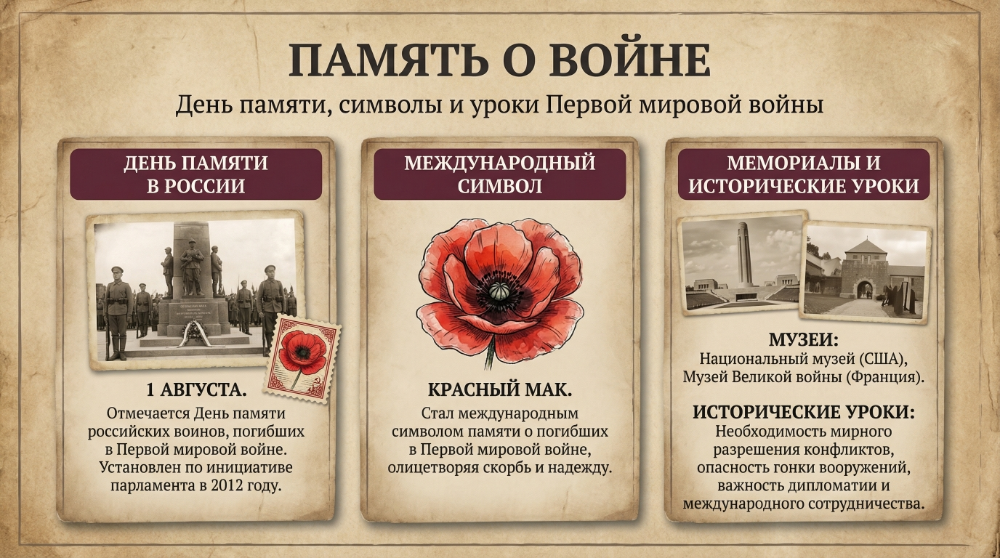 ПАМЯТЬ О ВОЙНЕ
День памяти, символы и уроки Первой мировой войны
ДЕНЬ ПАМЯТИ
В РОССИИ
1 АВГУСТА.
Отмечается День памяти
российских воинов, погибших
в Первой мировой войне.
Установлен по инициативе
парламента в 2012 году.
МЕЖДУНАРОДНЫЙ
СИМВОЛ
КРАСНЫЙ МАК.
Стал международным
символом памяти о погибших
в Первой мировой войне,
олицетворяя скорбь и надежду.
МЕМОРИАЛЫ И
ИСТОРИЧЕСКИЕ УРОКИ
МУЗЕИ:
Национальный музей (США),
Музей Великой войны (Франция).
ИСТОРИЧЕСКИЕ УРОКИ:
Необходимость мирного
разрешения конфликтов,
опасность гонки вооружений,
важность дипломатии и
международного сотрудничества.